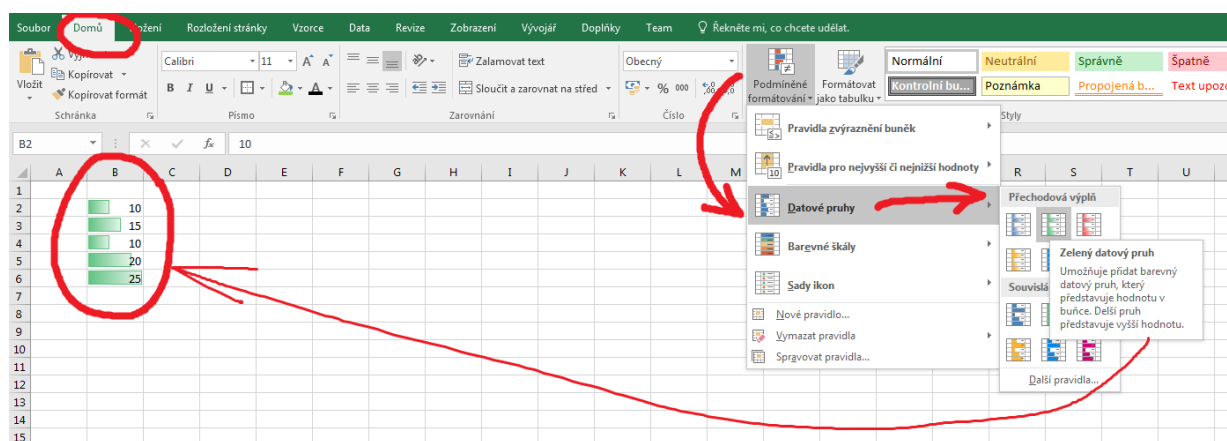 Soubor Domů Vložení Rozložení stránky Vzorce Data Revize Zobrazení Vývojář Doplňky Team Řekněte mi, co chcete udělat.
Vložit
Kopírovat
Kopírovat formát
Schránka
Calibri 11
B I U A
Písmo
Zalamovat text
Sloučit a zarovnat na střed
Zarovnání
Obecný
% 000
Číslo
Podmíněné formátování
Formátovat jako tabulku
Normální Neutrální Správně Špatně
Kontrolní bu... Poznámka Propojená b... Text upozo
Styly
B2 fx 10
A B C D E F G H I J K L M R S T U
1
2 10
3 15
4 10
5 20
6 25
7
8
9
10
11
12
13
14
15
Pravidla zvýraznění buněk
Pravidla pro nejvyšší či nejnižší hodnoty
Datové pruhy
Barevné škály
Sady ikon
Nové pravidlo...
Vymazat pravidla
Spravovat pravidla...
Přechodová výplň
Zelený datový pruh
Umožňuje přidat barevný
datový pruh, který
představuje hodnotu v
buňce. Delší pruh
představuje vyšší hodnotu.
Další pravidla...